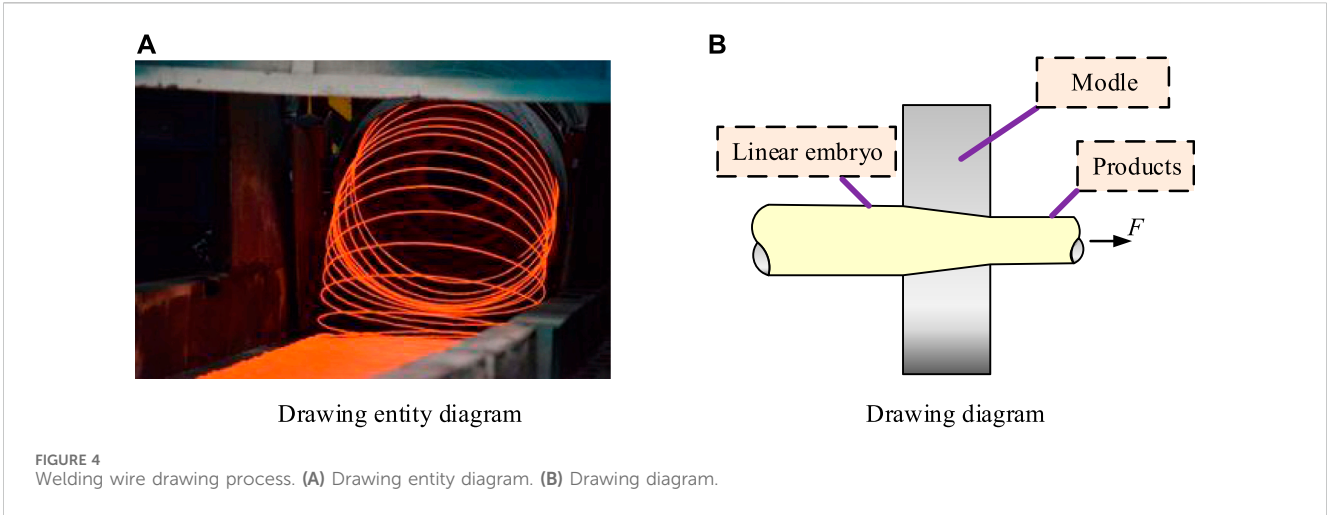 A
B
Modle
Linear embryo
Products
F
Drawing entity diagram
Drawing diagram
FIGURE 4
Welding wire drawing process. (A) Drawing entity diagram. (B) Drawing diagram.